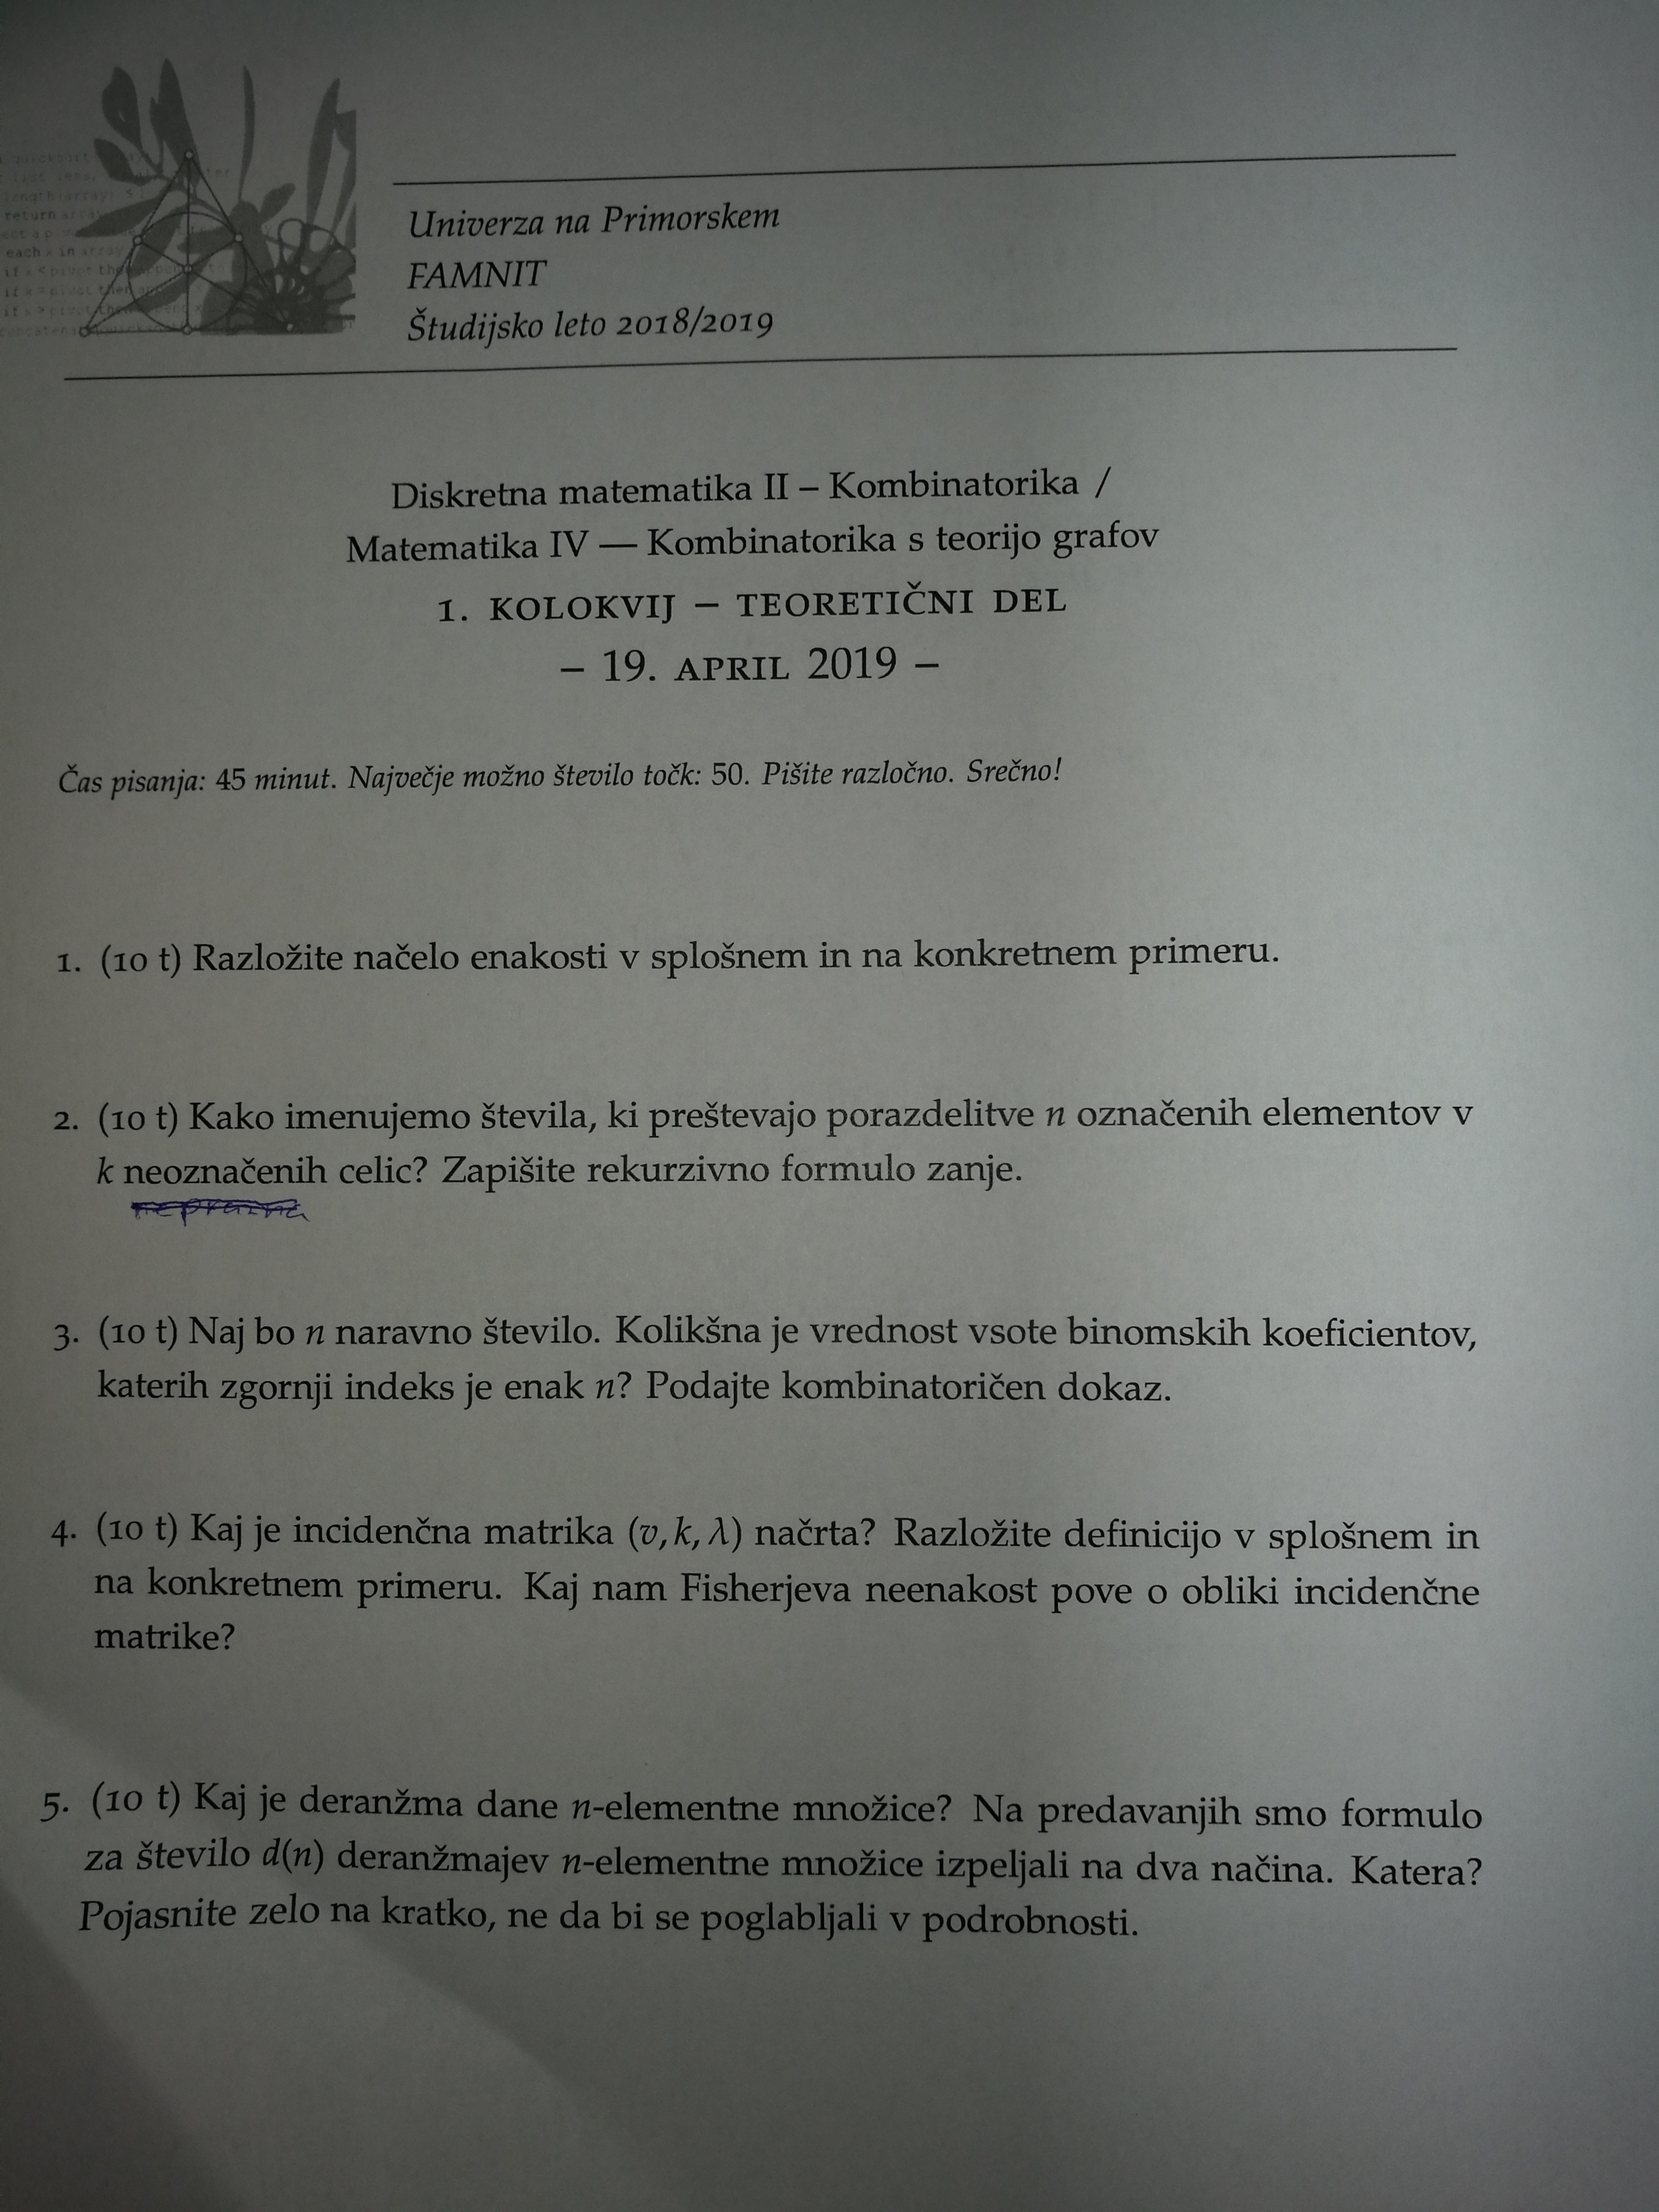 return
each x in array
Univerza na Primorskem
FAMNIT
Študijsko leto 2018/2019
Diskretna matematika II – Kombinatorika /
Matematika IV — Kombinatorika s teorijo grafov
1. KOLOKVIJ – TEORETIČNI DEL
– 19. APRIL 2019 –
Čas pisanja: 45 minut. Največje možno število točk: 50. Pišite razločno. Srečno!
1. (10 t) Razložite načelo enakosti v splošnem in na konkretnem primeru.
2. (10 t) Kako imenujemo števila, ki preštevajo porazdelitve n označenih elementov v
k neoznačenih celic? Zapišite rekurzivno formulo zanje.
3. (10 t) Naj bo n naravno število. Kolikšna je vrednost vsote binomskih koeficientov,
katerih zgornji indeks je enak n? Podajte kombinatoričen dokaz.
4. (10 t) Kaj je incidenčna matrika (v, k, λ) načrta? Razložite definicijo v splošnem in
na konkretnem primeru. Kaj nam Fisherjeva neenakost pove o obliki incidenčne
matrike?
5. (10 t) Kaj je deranžma dane n-elementne množice? Na predavanjih smo formulo
za število d(n) deranžmajev n-elementne množice izpeljali na dva načina. Katera?
Pojasnite zelo na kratko, ne da bi se poglabljali v podrobnosti.